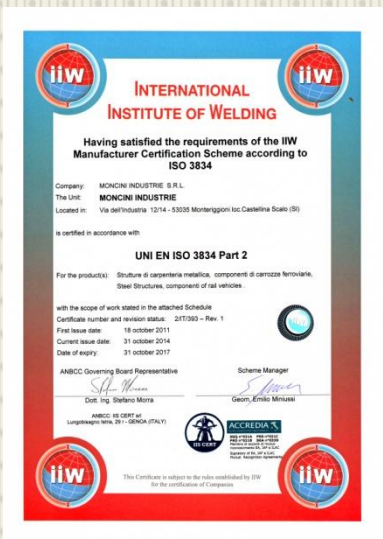 iiw
iiw
INTERNATIONAL
INSTITUTE OF WELDING
Having satisfied the requirements of the IIW
Manufacturer Certification Scheme according to
ISO 3834
Company: MONCINI INDUSTRIE S.R.L.
The Unit: MONCINI INDUSTRIE
Located in: Via dell'Industria 12/14 - 53035 Monteriggioni loc.Castellina Scalo (SI)
is certified in accordance with
UNI EN ISO 3834 Part 2
For the product(s): Strutture di carpenteria metallica, componenti di carrozze ferroviarie,
Steel Structures, components of rail vehicles .
with the scope of work stated in the attached Schedule
Certificate number and revision status: 2/IT/393 – Rev. 1
First Issue date: 18 october 2011
Current issue date: 31 october 2014
Date of expiry: 31 october 2017
ANBCC Governing Board Representative
Scheme Manager
Dott. Ing. Stefano Morra
Geom. Emilio Miniussi
ANBCC IIS CERT srl
Lungobisagno Istria, 29 r - GENOA (ITALY)
IIS CERT
ACCREDIA
This Certificate is subject to the rules established by IIW
for the certification of Companies
iiw
iiw